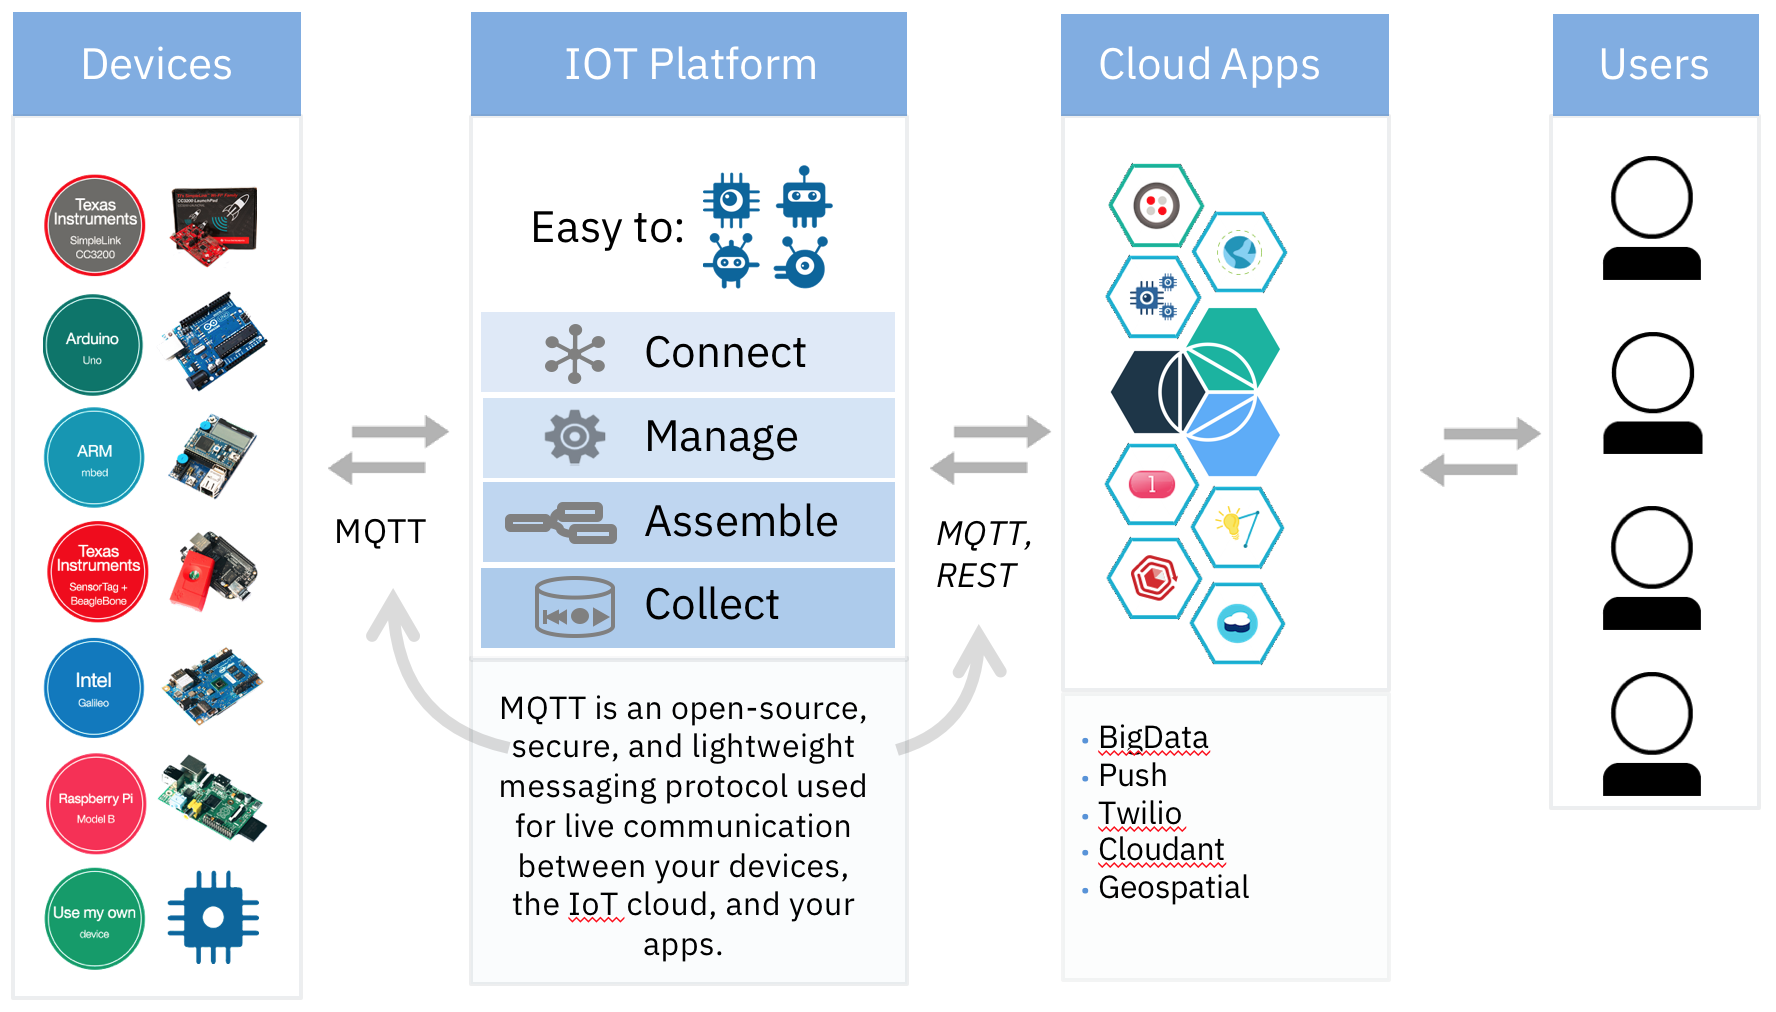 Devices
Texas
Instruments
SimpleLink
CC3200
CC3200 LaunchPad
Arduino
Uno
ARM
mbed
Texas
Instruments
SensorTag +
BeagleBone
Intel
Galileo
Raspberry Pi
Model B
Use my own
device
MQTT
IOT Platform
Easy to:
Connect
Manage
Assemble
Collect
MQTT is an open-source,
secure, and lightweight
messaging protocol used
for live communication
between your devices,
the IoT cloud, and your
apps.
MQTT,
REST
Cloud Apps
1
• BigData
• Push
• Twilio
• Cloudant
• Geospatial
Users